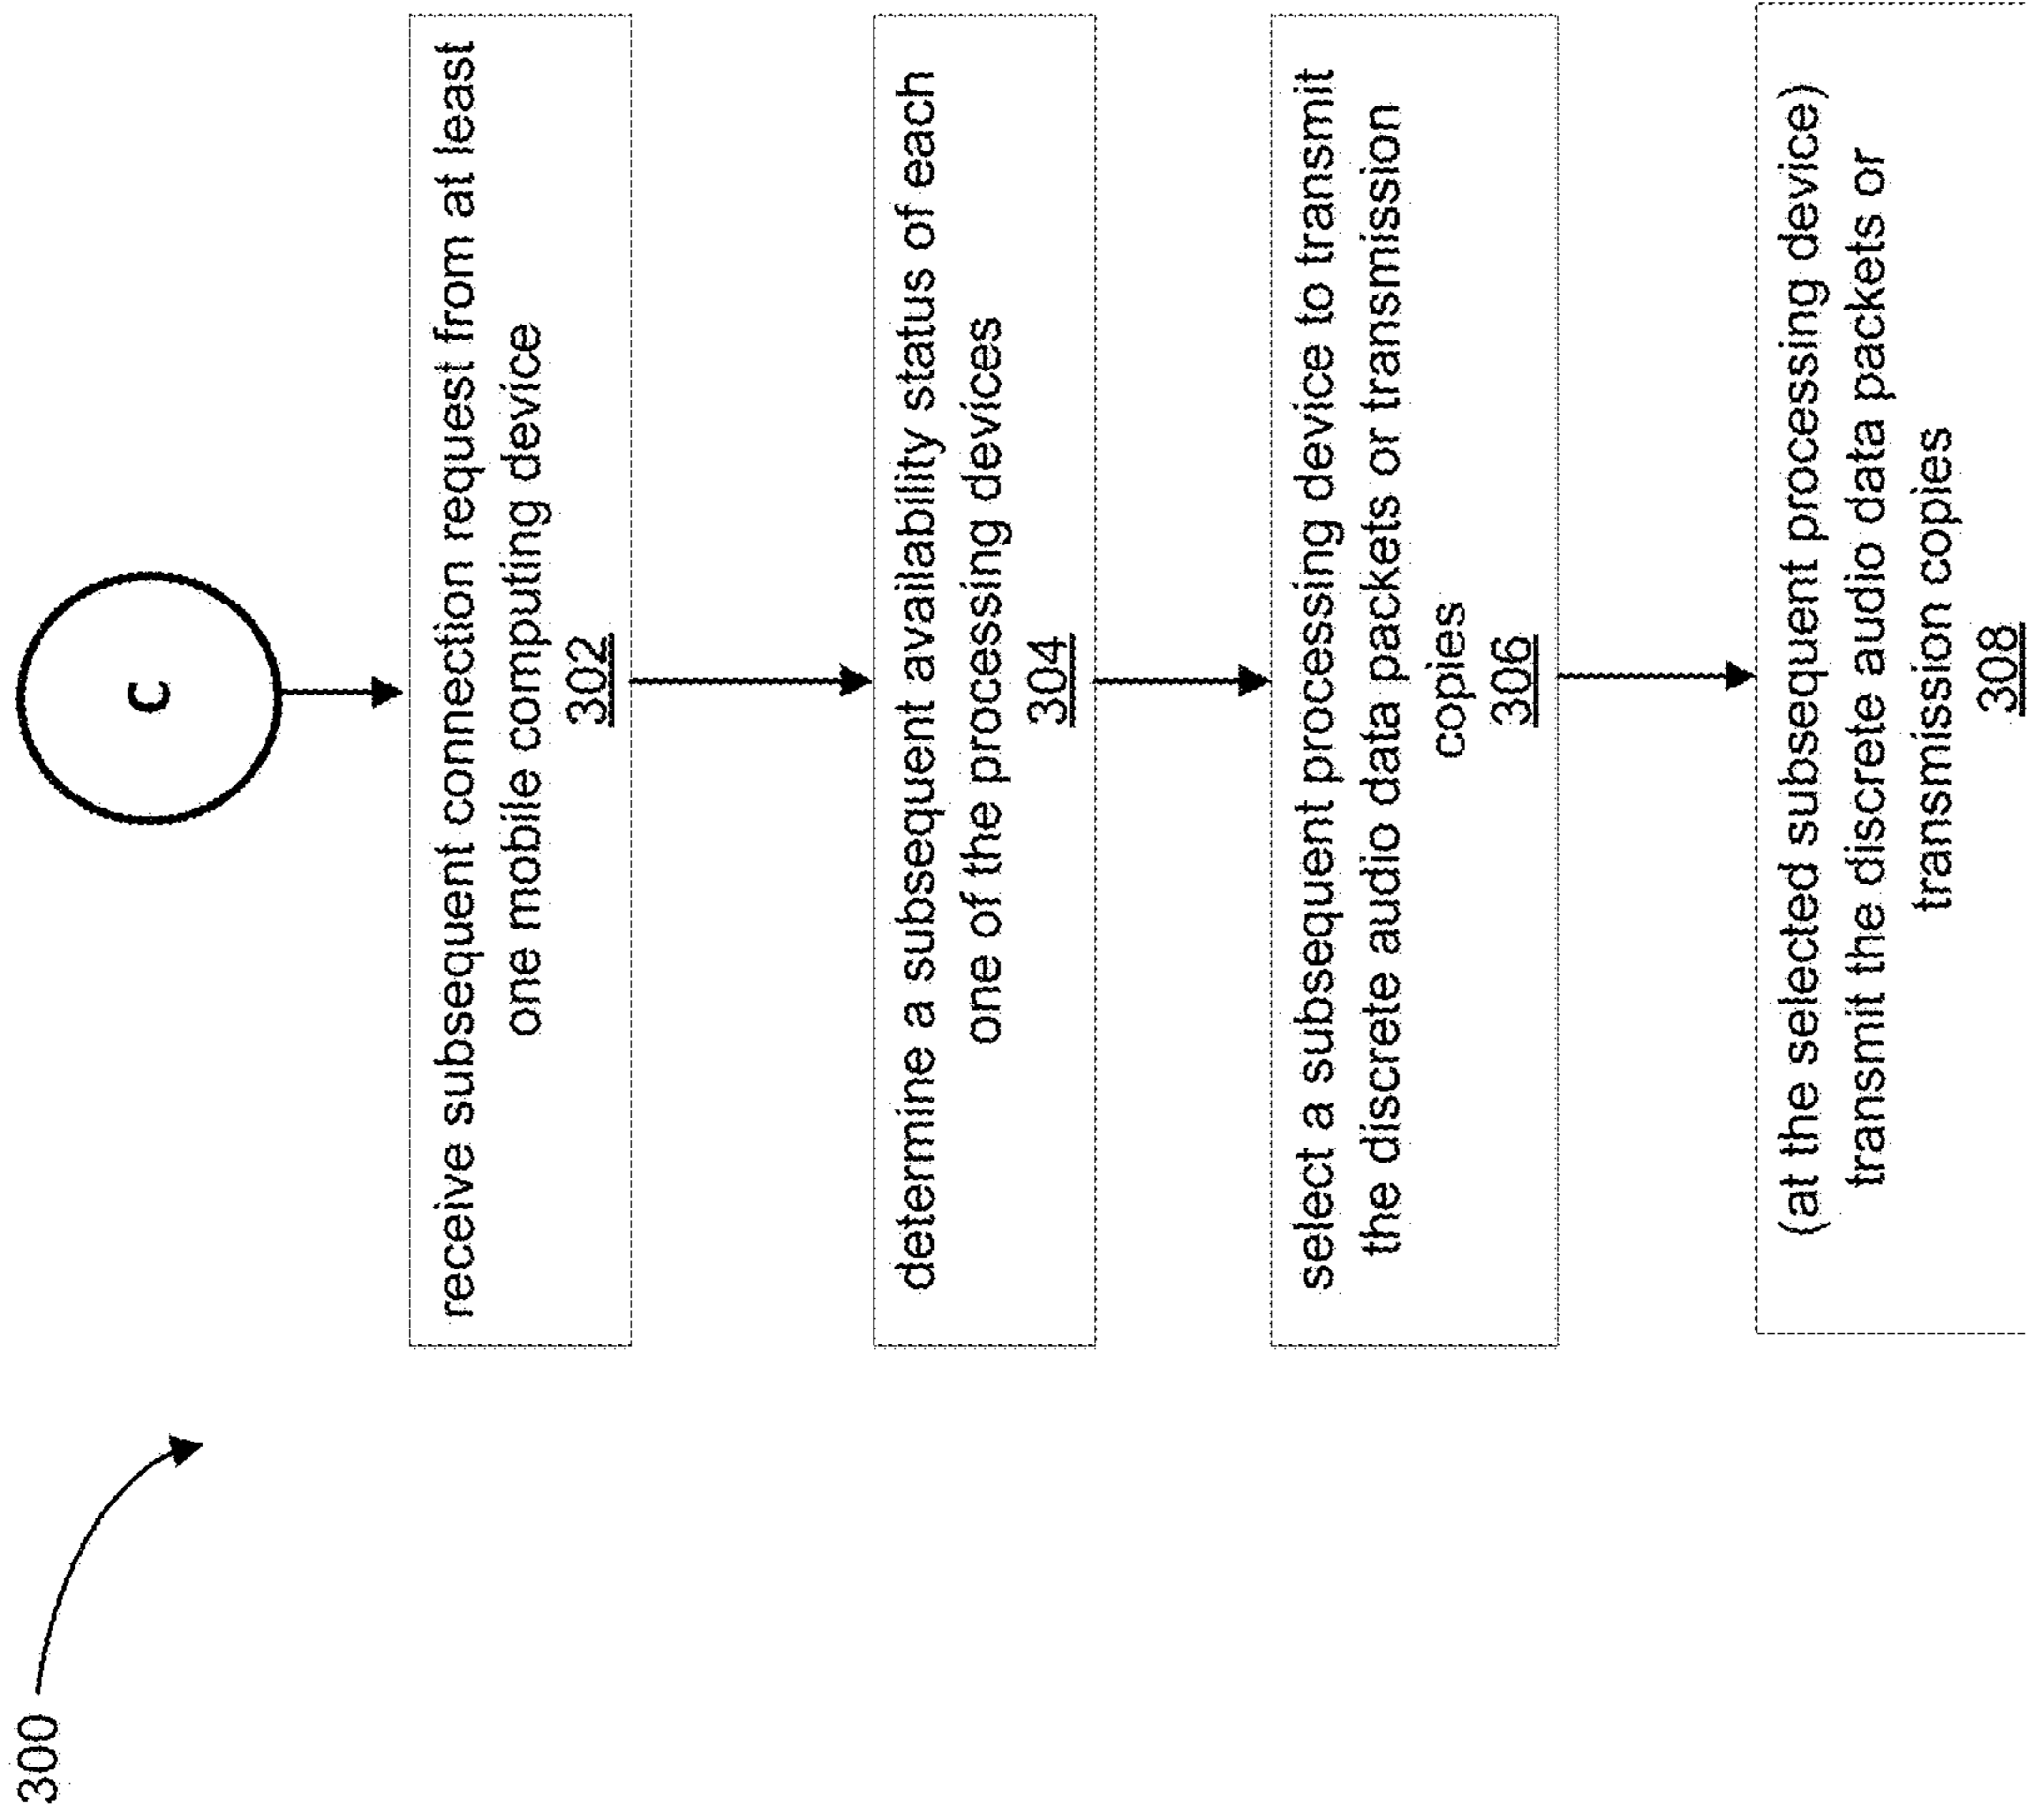 300
C
receive subsequent connection request from at least
one mobile computing device
302
determine a subsequent availability status of each
one of the processing devices
304
select a subsequent processing device to transmit
the discrete audio data packets or transmission
copies
306
(at the selected subsequent processing device)
transmit the discrete audio data packets or
transmission copies
308